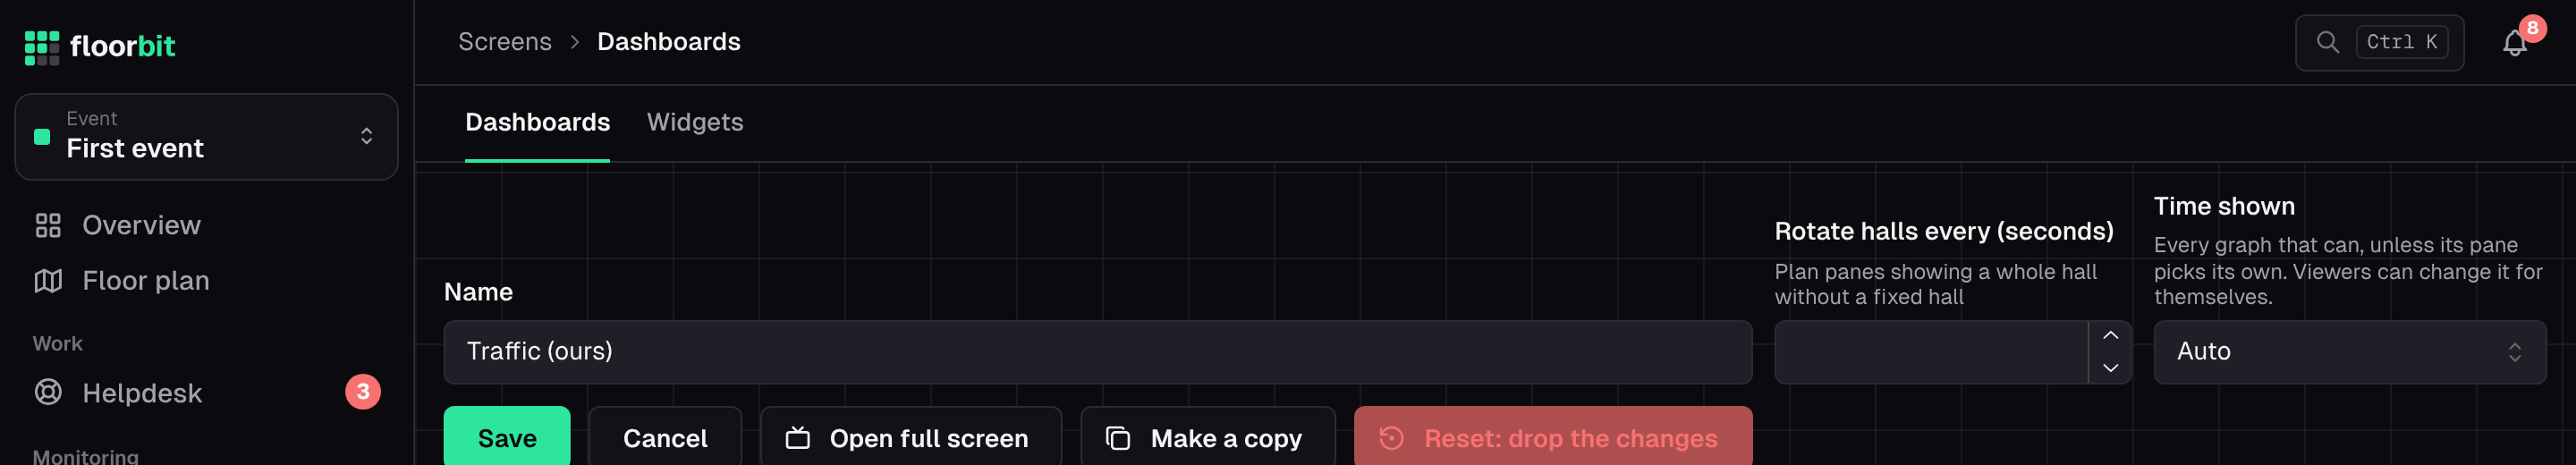 floorbit
Event
First event
Overview
Floor plan
Work
Helpdesk
3
Monitoring
Screens
Dashboards
Ctrl K
8
Dashboards
Widgets
Name
Traffic (ours)
Rotate halls every (seconds)
Plan panes showing a whole hall
without a fixed hall
Time shown
Every graph that can, unless its pane
picks its own. Viewers can change it for
themselves.
Auto
Save
Cancel
Open full screen
Make a copy
Reset: drop the changes